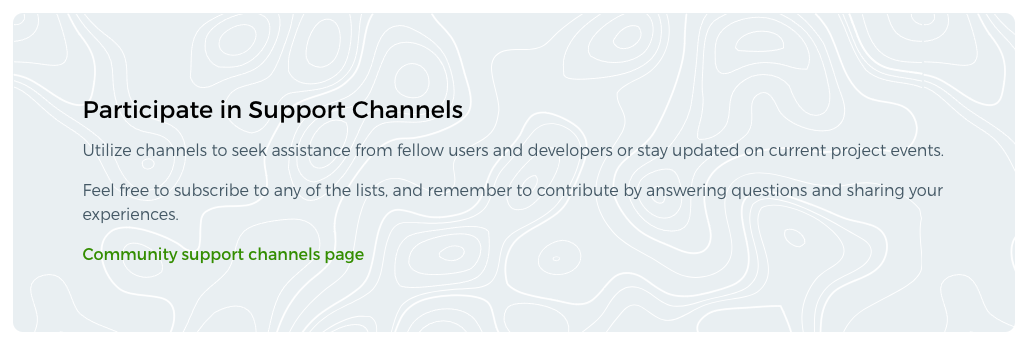 Participate in Support Channels
Utilize channels to seek assistance from fellow users and developers or stay updated on current project events.
Feel free to subscribe to any of the lists, and remember to contribute by answering questions and sharing your
experiences.
Community support channels page